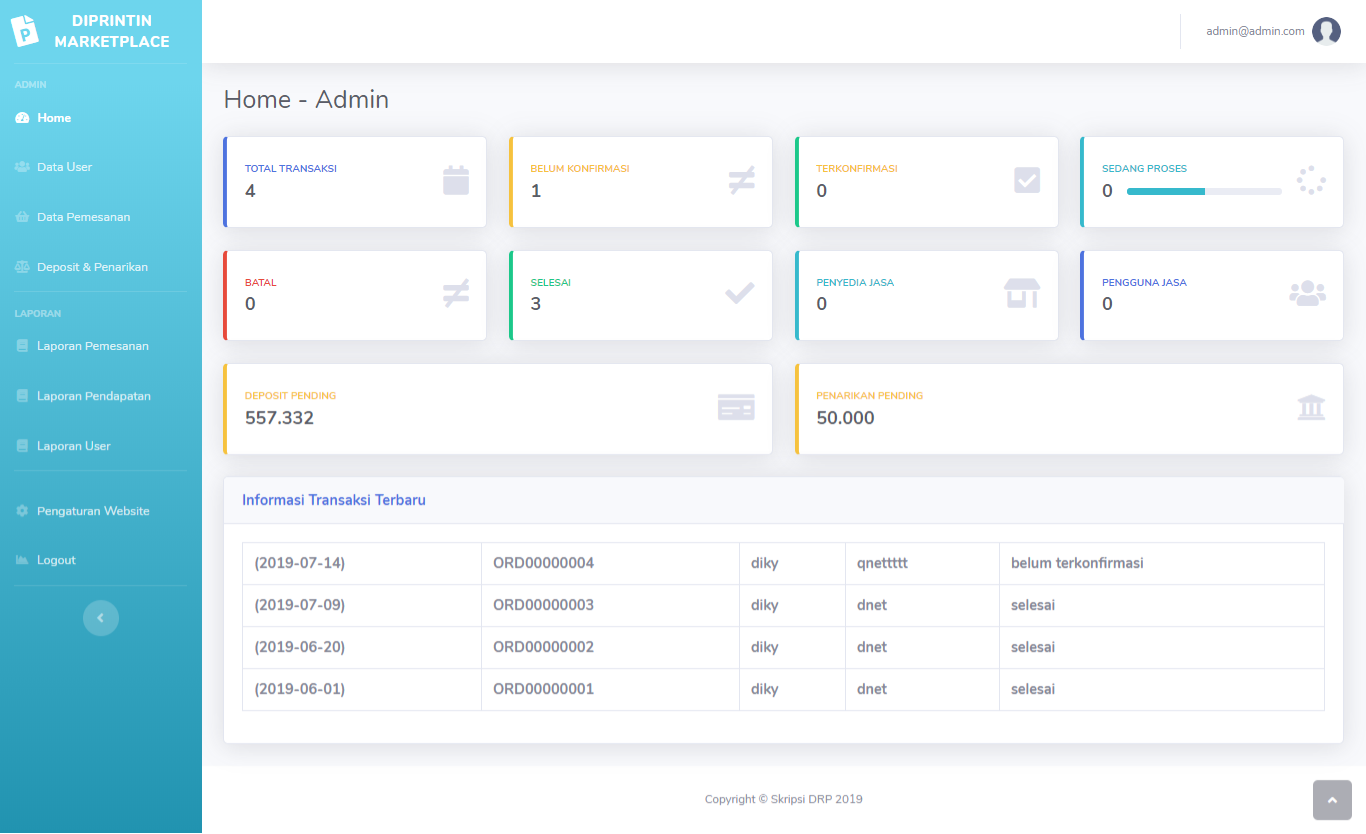 DIPRINTIN
MARKETPLACE
admin@admin.com
ADMIN
Home
Data User
Data Pemesanan
Deposit & Penarikan
LAPORAN
Laporan Pemesanan
Laporan Pendapatan
Laporan User
Pengaturan Website
Logout
Home - Admin
TOTAL TRANSAKSI
4
BELUM KONFIRMASI
1
TERKONFIRMASI
0
SEDANG PROSES
0
BATAL
0
SELESAI
3
PENYEDIA JASA
0
PENGGUNA JASA
0
DEPOSIT PENDING
557.332
PENARIKAN PENDING
50.000
Informasi Transaksi Terbaru
(2019-07-14) ORD00000004 diky qnettttt belum terkonfirmasi
(2019-07-09) ORD00000003 diky dnet selesai
(2019-06-20) ORD00000002 diky dnet selesai
(2019-06-01) ORD00000001 diky dnet selesai
Copyright © Skripsi DRP 2019